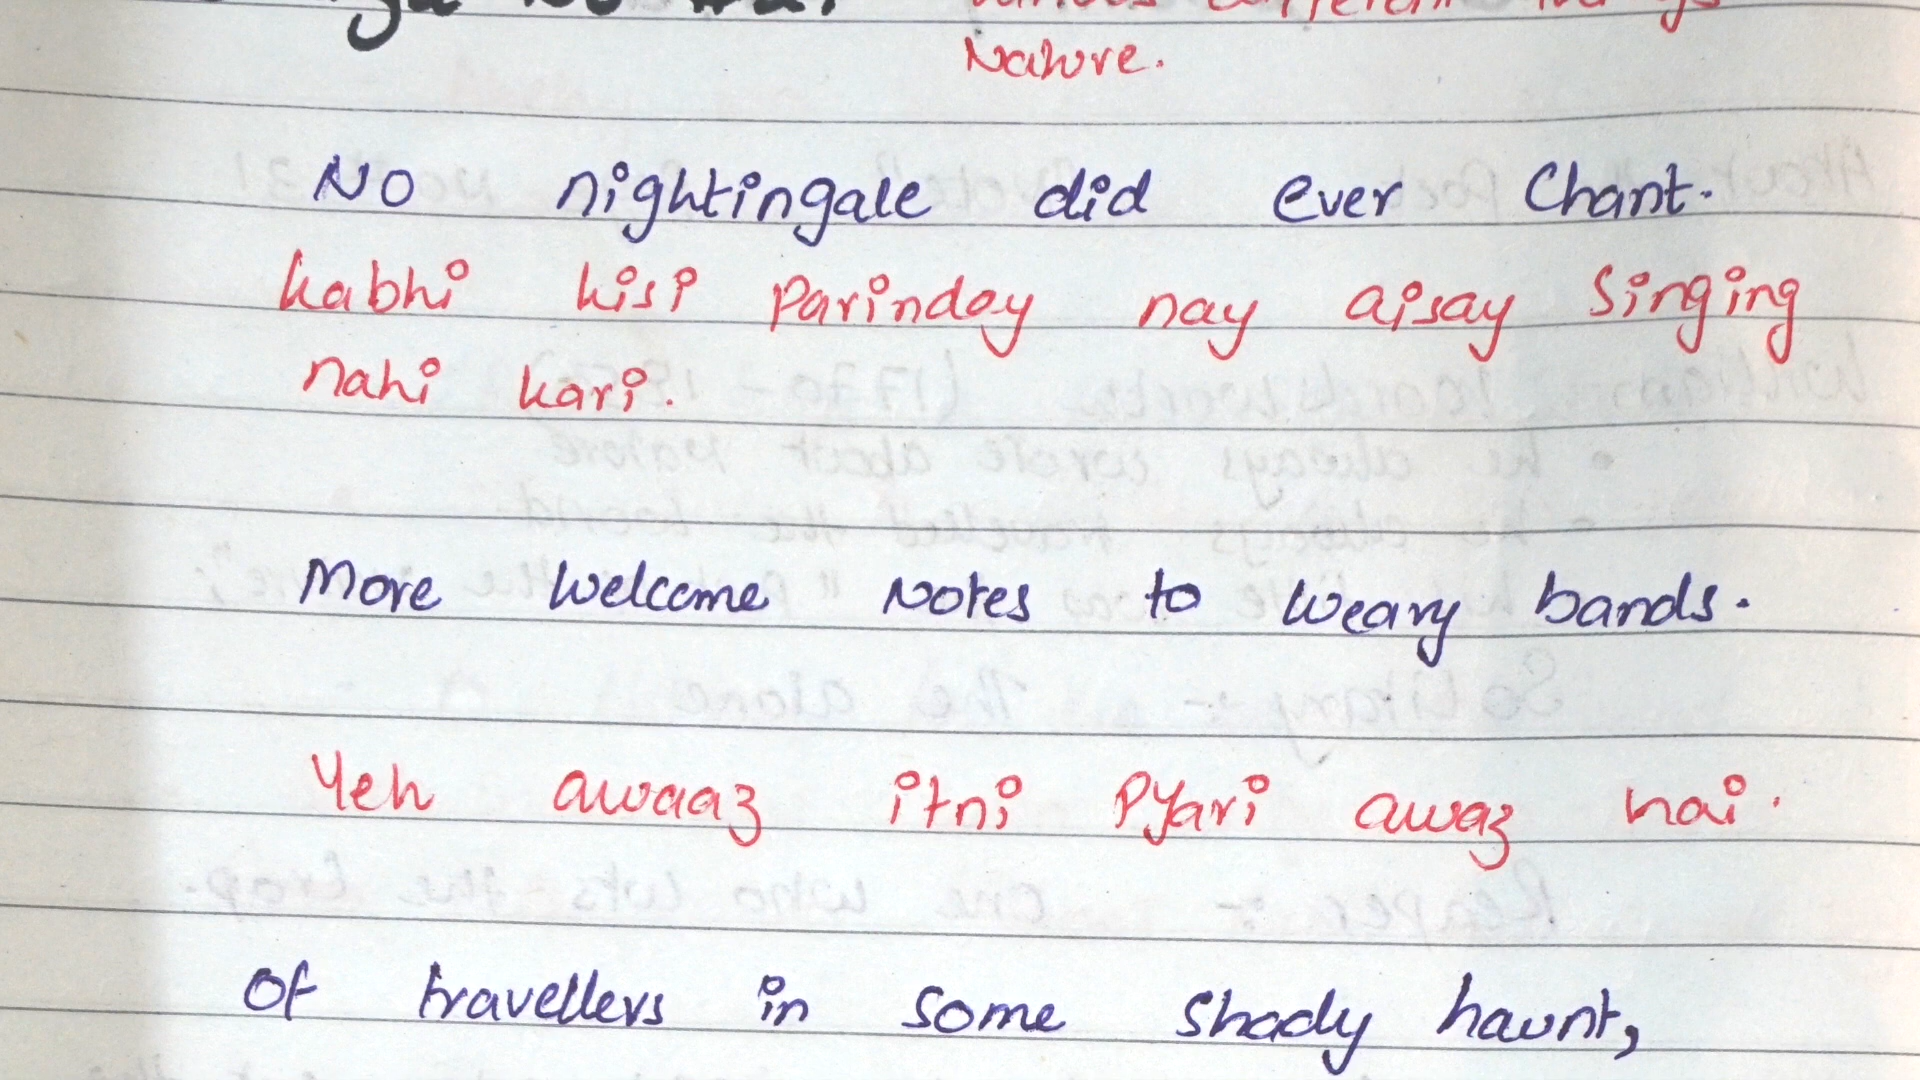 Nature.
No nightingale did ever Chant.
kabhi kisi Parinday nay aisay Singing
nahi kari.
More Welcome Notes to weary bands.
Yeh awaaz itni Pyari awaz hai.
Of travellers in Some Shady haunt,